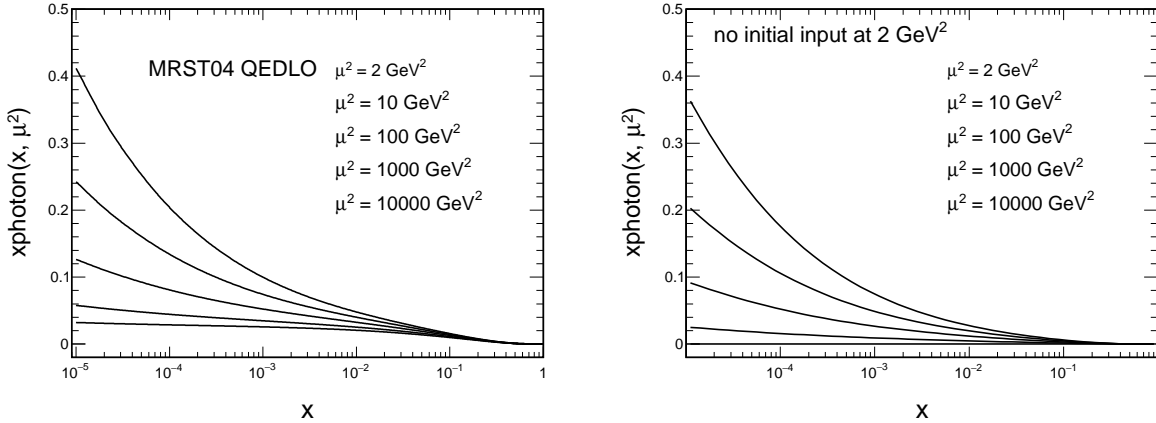 0.5
MRST04 QEDLO
μ² = 2 GeV²
μ² = 10 GeV²
μ² = 100 GeV²
μ² = 1000 GeV²
μ² = 10000 GeV²
0.4
0.3
0.2
0.1
0
xphoton(x, μ²)
10⁻⁵
10⁻⁴
10⁻³
10⁻²
10⁻¹
1
x
0.5
no initial input at 2 GeV²
μ² = 2 GeV²
μ² = 10 GeV²
μ² = 100 GeV²
μ² = 1000 GeV²
μ² = 10000 GeV²
0.4
0.3
0.2
0.1
0
xphoton(x, μ²)
10⁻⁴
10⁻³
10⁻²
10⁻¹
x